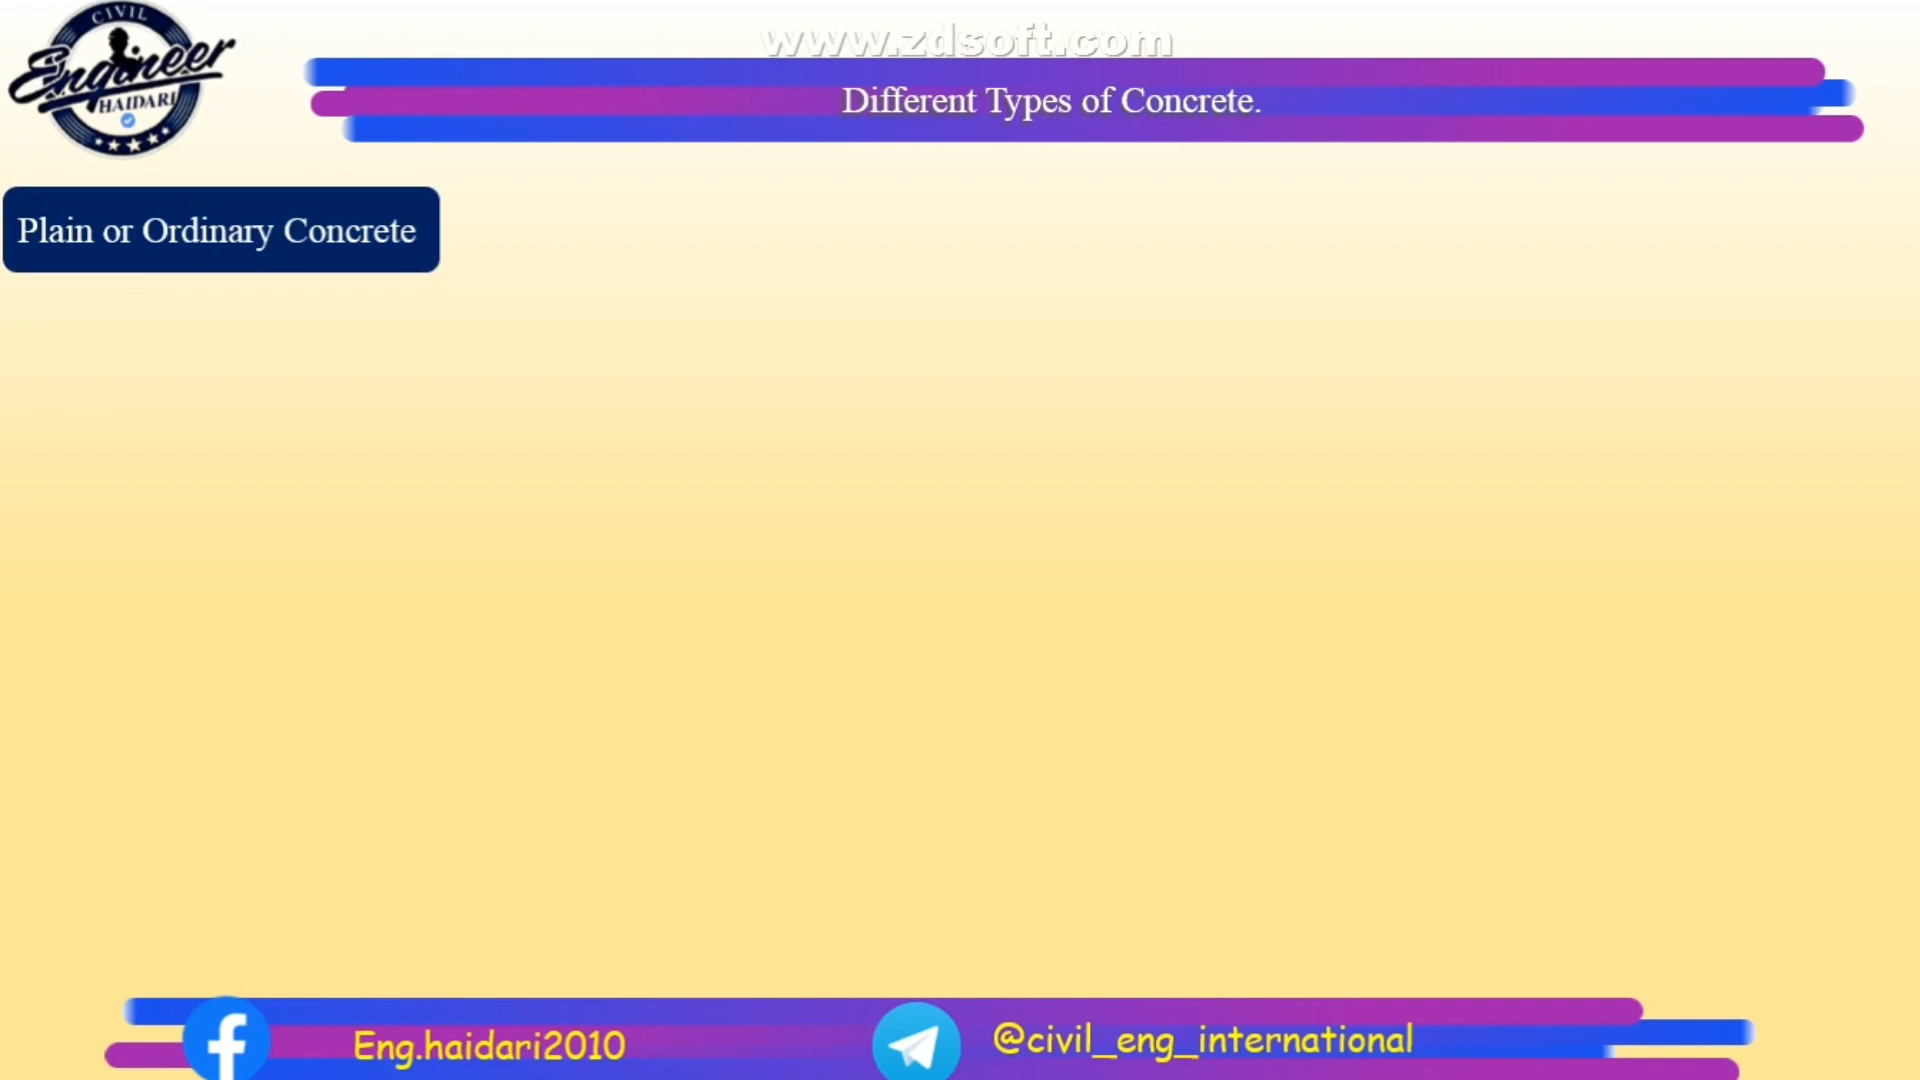 CIVIL
Engineer
HAIDARI
www.zdsoft.com
Different Types of Concrete.
Plain or Ordinary Concrete
Eng.haidari2010
@civil_eng_international